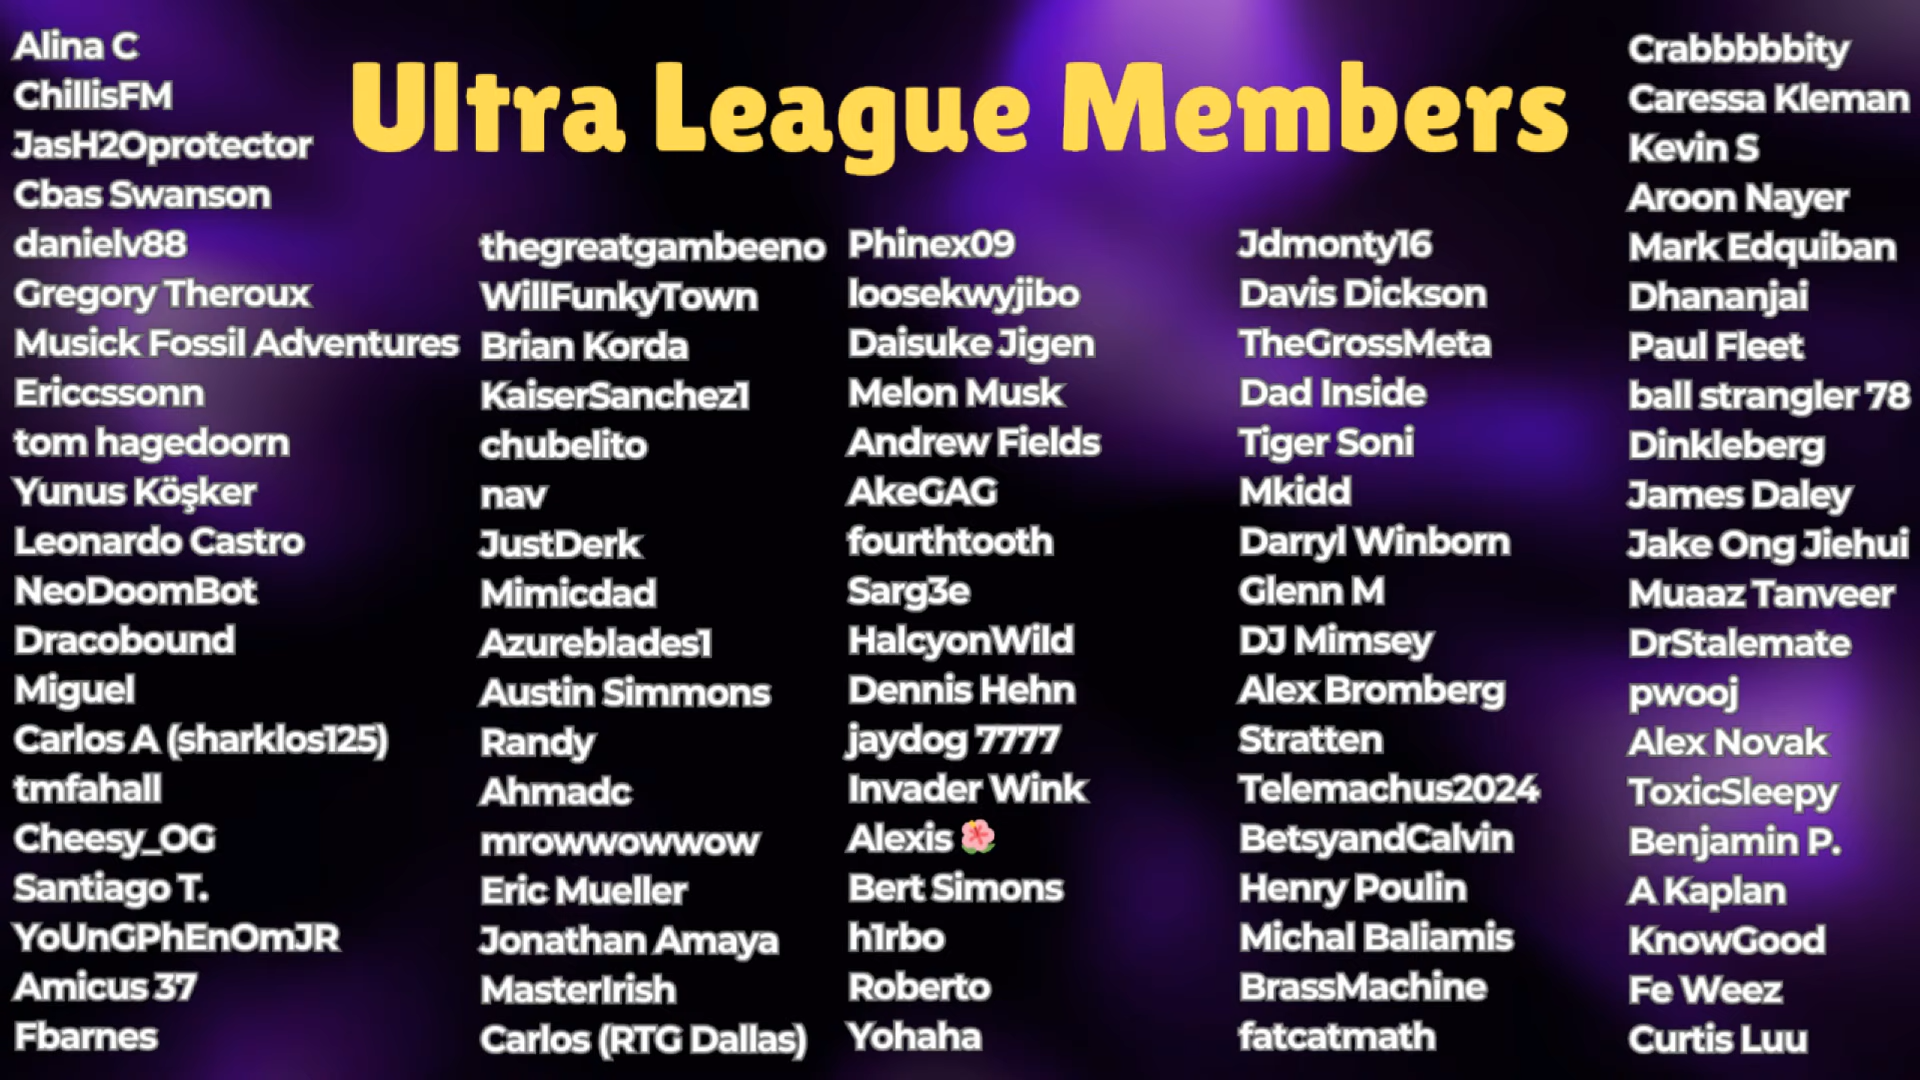 Ultra League Members
Alina C
ChillisFM
JasH2Oprotector
Cbas Swanson
danielv88
Gregory Theroux
Musick Fossil Adventures
Ericcssonn
tom hagedoorn
Yunus Köşker
Leonardo Castro
NeoDoomBot
Dracobound
Miguel
Carlos A (sharklos125)
tmfahall
Cheesy_OG
Santiago T.
YoUnGPhEnOmJR
Amicus 37
Fbarnes
thegreatgambeeno
WillFunkyTown
Brian Korda
KaiserSanchez1
chubelito
nav
JustDerk
Mimicdad
Azureblades1
Austin Simmons
Randy
Ahmadc
mrowwowwow
Eric Mueller
Jonathan Amaya
MasterIrish
Carlos (RTG Dallas)
Phinex09
loosekwyjibo
Daisuke Jigen
Melon Musk
Andrew Fields
AkeGAG
fourthtooth
Sarg3e
HalcyonWild
Dennis Hehn
jaydog 7777
Invader Wink
Alexis 🌺
Bert Simons
h1rbo
Roberto
Yohaha
Jdmonty16
Davis Dickson
TheGrossMeta
Dad Inside
Tiger Soni
Mkidd
Darryl Winborn
Glenn M
DJ Mimsey
Alex Bromberg
Stratten
Telemachus2024
BetsyandCalvin
Henry Poulin
Michal Baliamis
BrassMachine
fatcatmath
Crabbbbbity
Caressa Kleman
Kevin S
Aroon Nayer
Mark Edquiban
Dhananjai
Paul Fleet
ball strangler 78
Dinkleberg
James Daley
Jake Ong Jiehui
Muaaz Tanveer
DrStalemate
pwooj
Alex Novak
ToxicSleepy
Benjamin P.
A Kaplan
KnowGood
Fe Weez
Curtis Luu